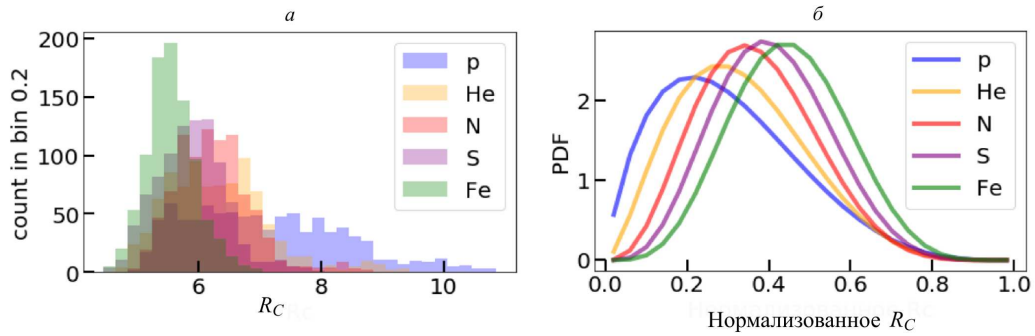 а
200
150
100
50
0
count in bin 0.2
6
8
10
R_C
p
He
N
S
Fe
б
2
1
0
PDF
0.0
0.2
0.4
0.6
0.8
1.0
Нормализованное R_C
p
He
N
S
Fe